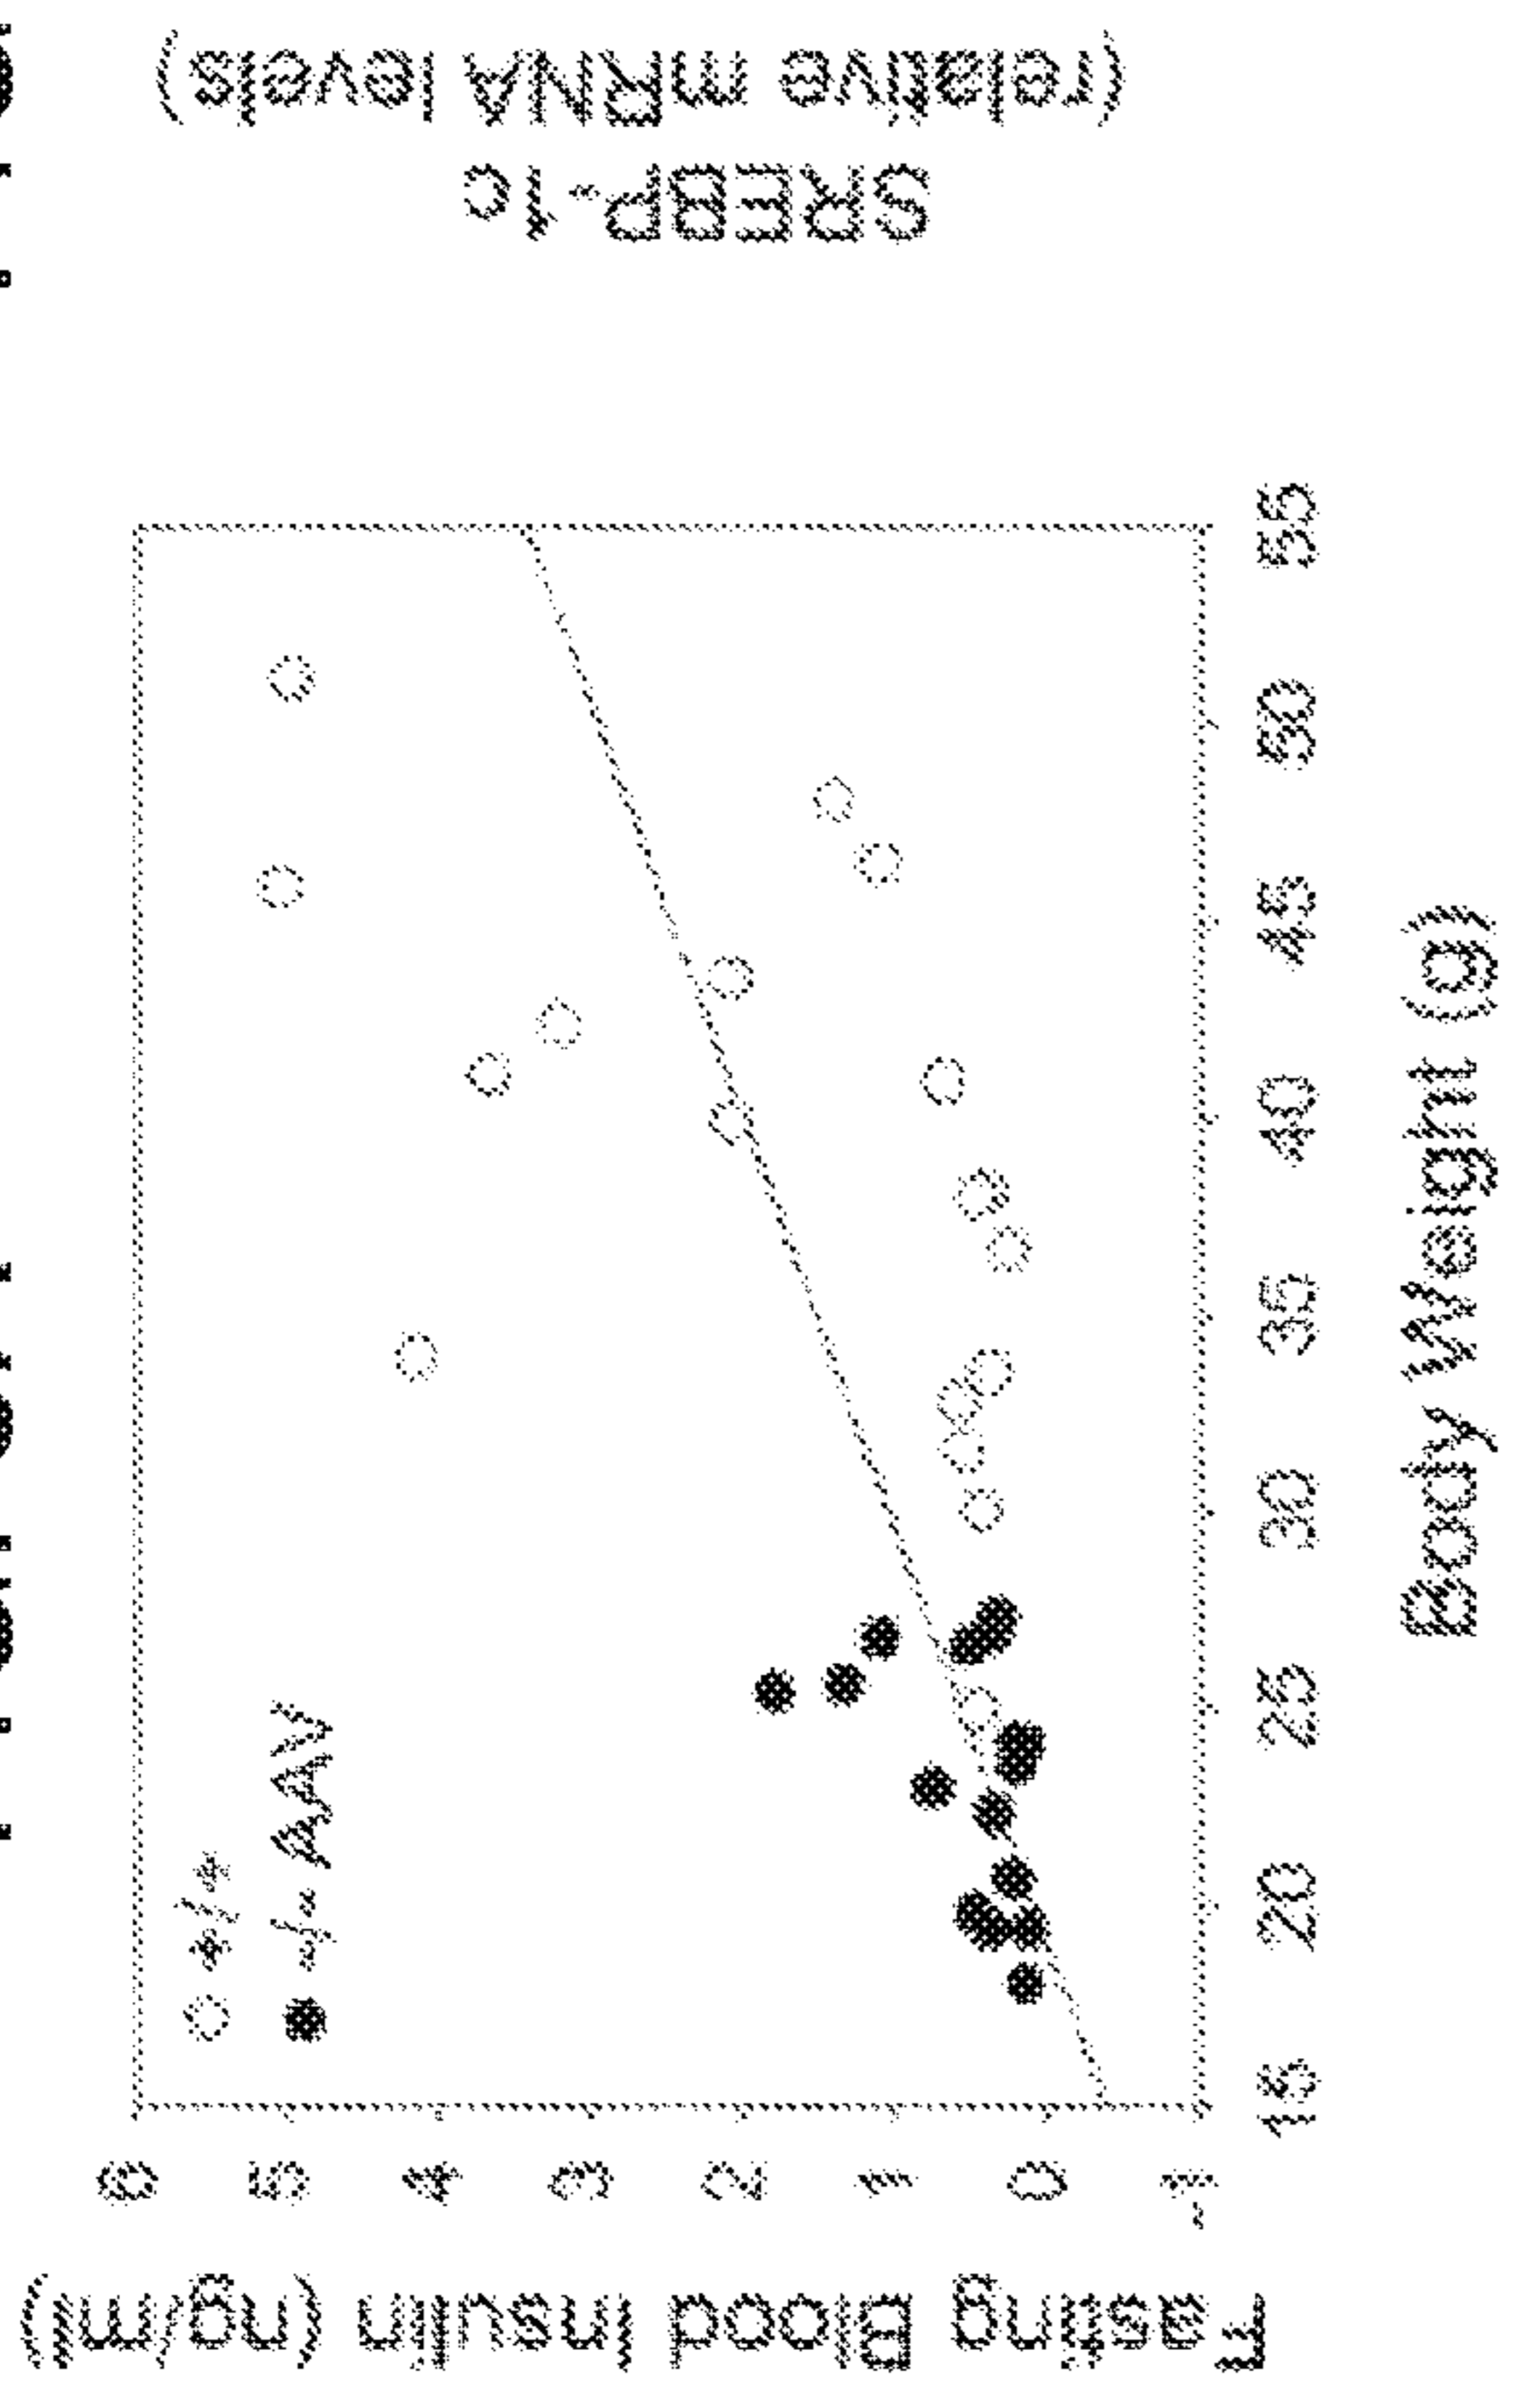 Fasting Blood Insulin (ng/ml)
6
5
4
3
2
1
0
-1
+/+
-/- AAV
15 20 25 30 35 40 45 50 55
Body Weight (g)
SREBP-1c
(relative mRNA levels)